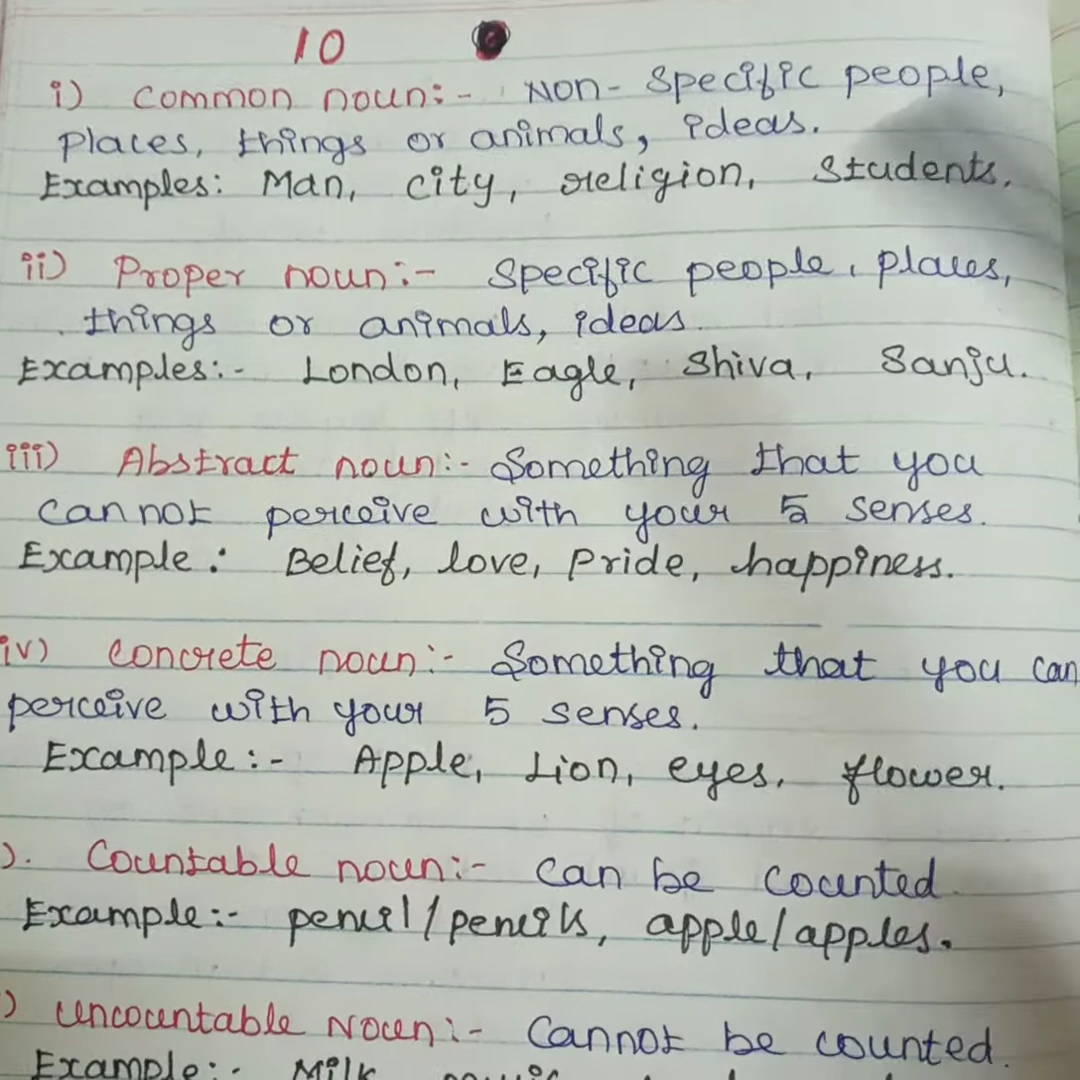 10
i) Common noun:- Non-Specific people,
Places, things or animals, ideas.
Examples: Man, city, religion, Students.
ii) Proper noun:- Specific people, places,
things or animals, ideas.
Examples:- London, Eagle, Shiva, Sanju.
iii) Abstract noun:- Something that you
cannot perceive with your 5 senses.
Example: Belief, love, Pride, happiness.
iv) Concrete noun:- Something that you can
perceive with your 5 senses.
Example:- Apple, Lion, eyes, flower.
). Countable noun:- Can be counted.
Example:- pencil/pencils, apple/apples.
) Uncountable Noun:- Cannot be counted.
Example:- Milk